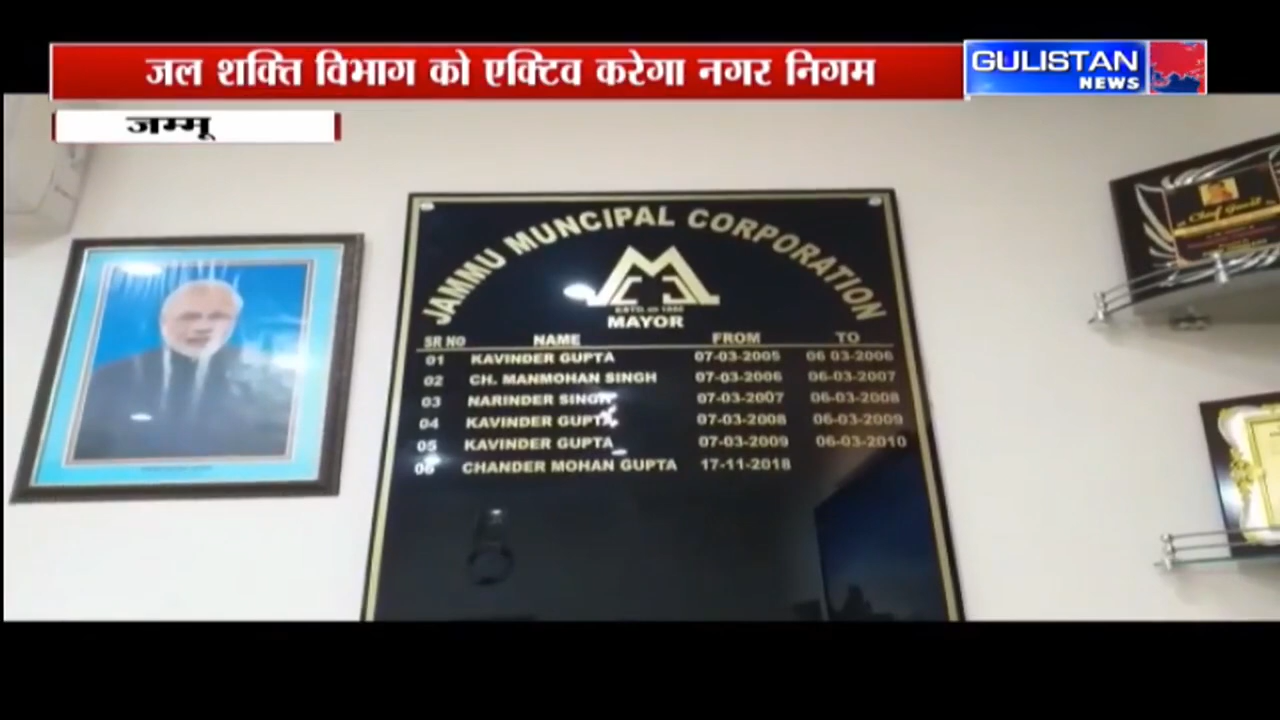 जल शक्ति विभाग को एक्टिव करेगा नगर निगम
GULISTAN
NEWS
जम्मू
JAMMU MUNCIPAL CORPORATION
MAYOR
SR NO NAME FROM TO
01 KAVINDER GUPTA 07-03-2005 06 03-2006
02 CH. MANMOHAN SINGH 07-03-2006 06-03-2007
03 NARINDER SINGH 07-03-2007 06-03-2008
04 KAVINDER GUPTA 07-03-2008 06-03-2009
05 KAVINDER GUPTA 07-03-2009 06-03-2010
06 CHANDER MOHAN GUPTA 17-11-2018
Chief Guest